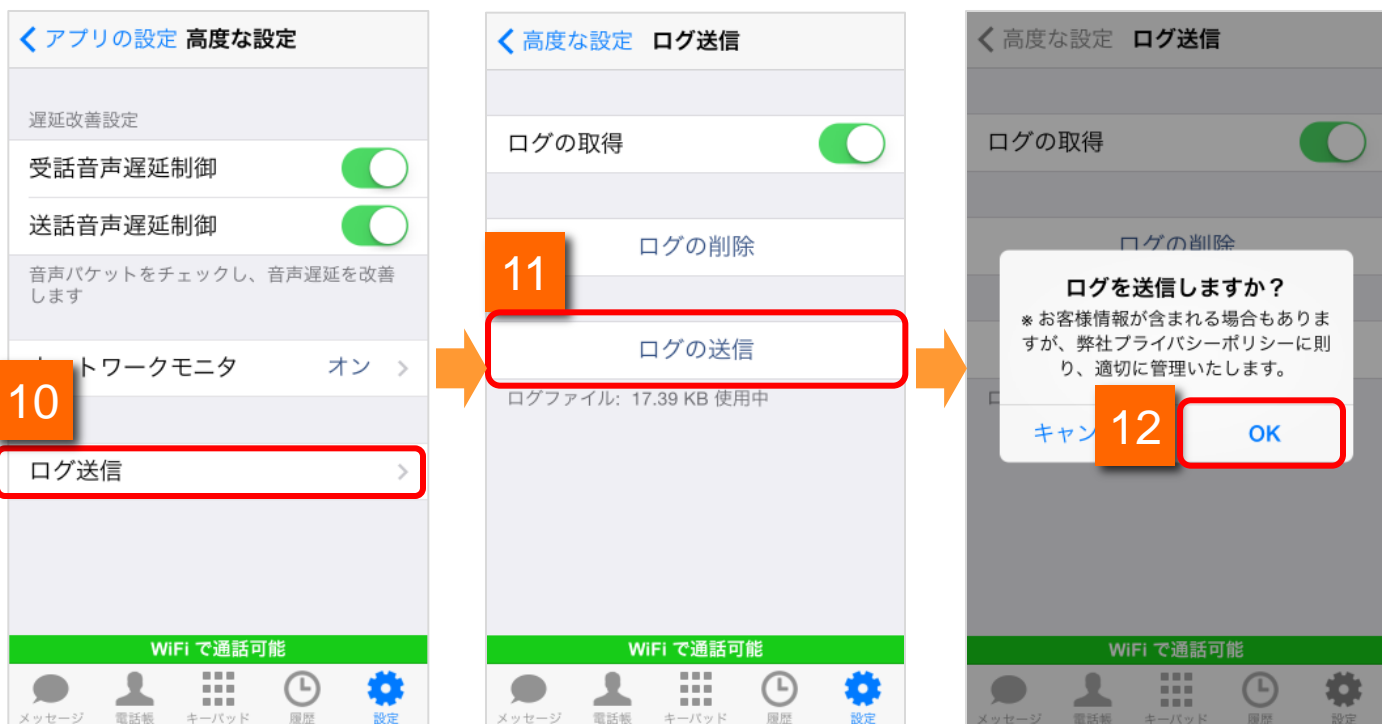 アプリの設定 高度な設定
遅延改善設定
受話音声遅延制御
送話音声遅延制御
音声パケットをチェックし、音声遅延を改善
します
トワークモニタ オン
10
ログ送信
WiFi で通話可能
メッセージ 電話帳 キーパッド 履歴 設定
高度な設定 ログ送信
ログの取得
ログの削除
11
ログの送信
ログファイル: 17.39 KB 使用中
WiFi で通話可能
メッセージ 電話帳 キーパッド 履歴 設定
高度な設定 ログ送信
ログの取得
ログの削除
ログを送信しますか？
※お客様情報が含まれる場合もありま
すが、弊社プライバシーポリシーに則
り、適切に管理いたします。
キャン
12
OK
WiFi で通話可能
メッセージ 電話帳 キーパッド 履歴 設定